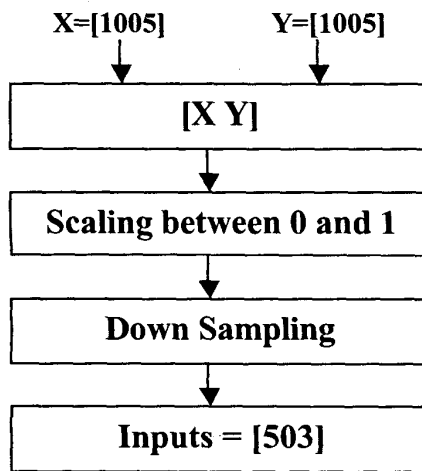 X=[1005] Y=[1005]
[X Y]
Scaling between 0 and 1
Down Sampling
Inputs = [503]